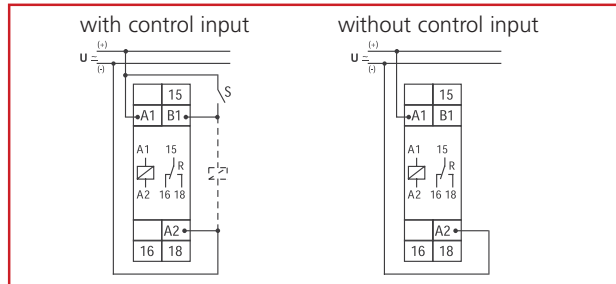 with control input without control input
(+) (+)
U U
(-) (-)
S
15 15
A1 B1 A1 B1
A1 15 A1 15
R R
A2 16 18 A2 16 18
A2 A2
16 18 16 18